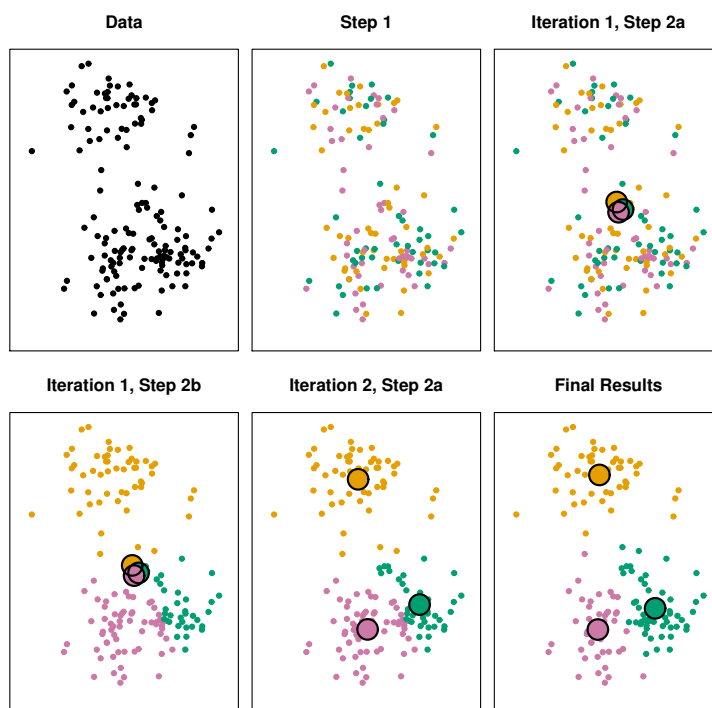 Data
Step 1
Iteration 1, Step 2a
Iteration 1, Step 2b
Iteration 2, Step 2a
Final Results